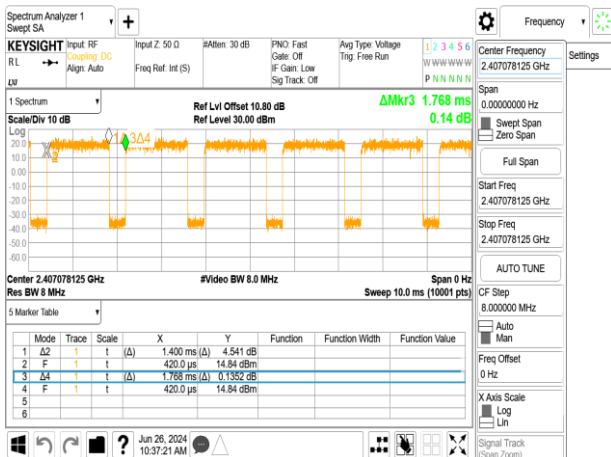 Spectrum Analyzer 1
Swept SA
+
Frequency
KEYSIGHT
RL
Input: RF
Coupling: DC
Align: Auto
Input Z: 50 Ω
Freq Ref: Int (S)
#Atten: 30 dB
PNO: Fast
Gate: Off
IF Gain: Low
Sig Track: Off
Avg Type: Voltage
Trig: Free Run
1 2 3 4 5 6
W W W W W W
P N N N N N
Settings
Center Frequency
2.407078125 GHz
Span
0.00000000 Hz
Swept Span
Zero Span
Full Span
Start Freq
2.407078125 GHz
Stop Freq
2.407078125 GHz
AUTO TUNE
CF Step
8.000000 MHz
Auto
Man
Freq Offset
0 Hz
X Axis Scale
Log
Lin
Signal Track
(Span Zoom)
1 Spectrum
Scale/Div 10 dB
Ref Lvl Offset 10.80 dB
Ref Level 30.00 dBm
ΔMkr3 1.768 ms
0.14 dB
Log
20.0
10.0
0.00
-10.0
-20.0
-30.0
-40.0
-50.0
-60.0
3Δ4
Center 2.407078125 GHz
Res BW 8 MHz
#Video BW 8.0 MHz
Span 0 Hz
Sweep 10.0 ms (10001 pts)
5 Marker Table
Mode Trace Scale X Y Function Function Width Function Value
1 Δ2 1 t (Δ) 1.400 ms (Δ) 4.541 dB
2 F 1 t 420.0 µs 14.84 dBm
3 Δ4 1 t (Δ) 1.768 ms (Δ) 0.1352 dB
4 F 1 t 420.0 µs 14.84 dBm
5
6
?
Jun 26, 2024
10:37:21 AM